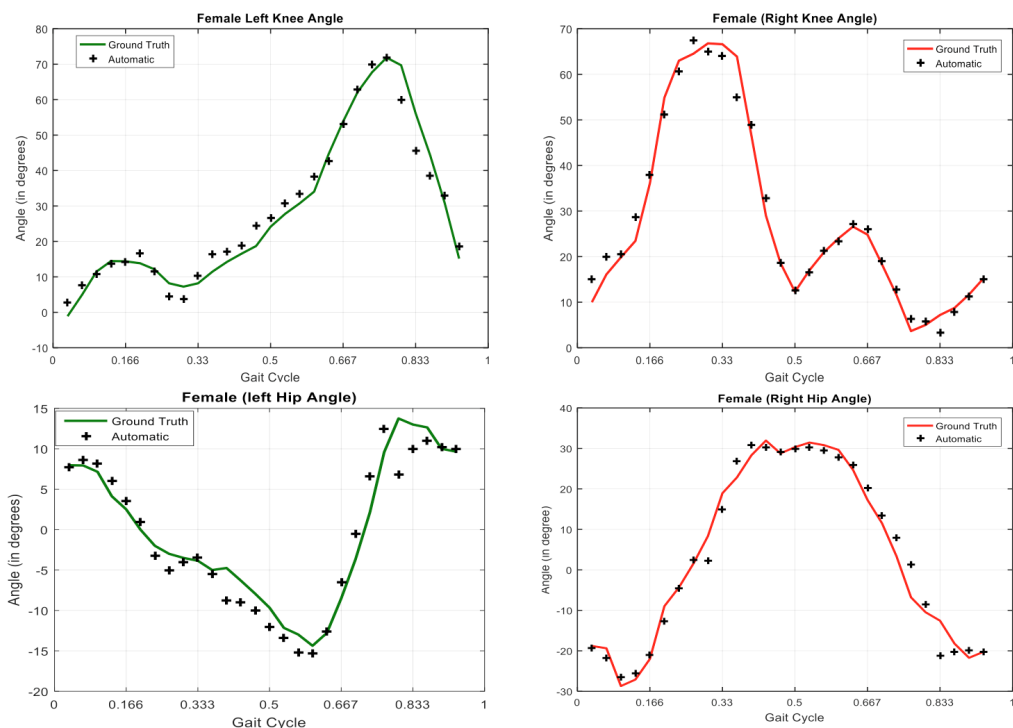 Female Left Knee Angle
Ground Truth
Automatic
80
70
60
50
40
30
20
10
0
-10
Angle (in degrees)
0 0.166 0.33 0.5 0.667 0.833 1
Gait Cycle
Female (Right Knee Angle)
Ground Truth
Automatic
70
60
50
40
30
20
10
0
Angle (in degrees)
0 0.166 0.33 0.5 0.667 0.833 1
Gait Cycle
Female (left Hip Angle)
Ground Truth
Automatic
15
10
5
0
-5
-10
-15
-20
Angle (in degrees)
0 0.166 0.333 0.5 0.667 0.833 1
Gait Cycle
Female (Right Hip Angle)
Ground Truth
Automatic
40
30
20
10
0
-10
-20
-30
Angle (in degree)
0 0.166 0.33 0.5 0.667 0.833 1
Gait Cycle